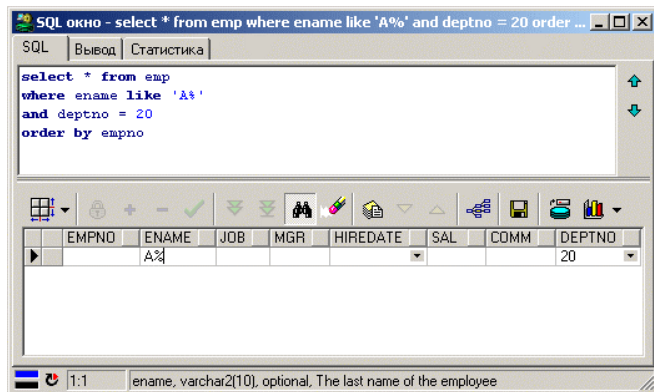 SQL окно - select * from emp where ename like 'A%' and deptno = 20 order ...
SQL Вывод Статистика
select * from emp
where ename like 'A%'
and deptno = 20
order by empno
EMPNO ENAME JOB MGR HIREDATE SAL COMM DEPTNO
A% 20
1:1 ename, varchar2(10), optional, The last name of the employee